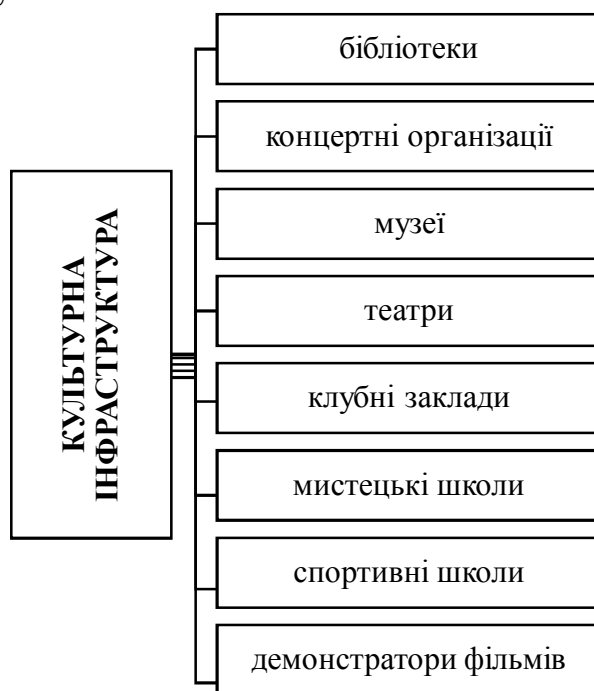 КУЛЬТУРНА
ІНФРАСТРУКТУРА
бібліотеки
концертні організації
музеї
театри
клубні заклади
мистецькі школи
спортивні школи
демонстратори фільмів